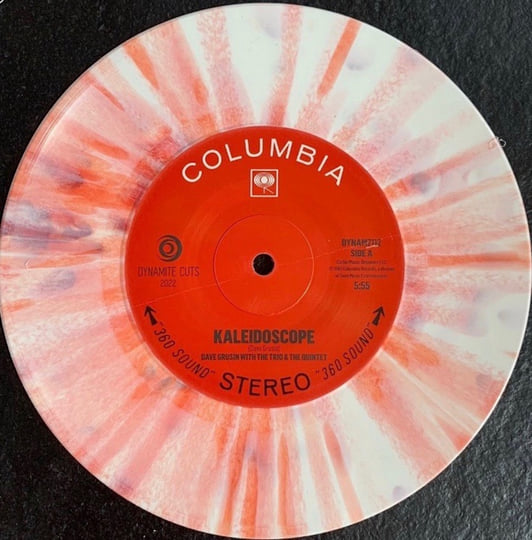 COLUMBIA
DYNAMITE CUTS
2022
SIDE A
5:55
KALEIDOSCOPE
(Dave Grusin)
DAVE GRUSIN WITH THE TRIO & THE QUINTET
"360 SOUND" STEREO "360 SOUND"